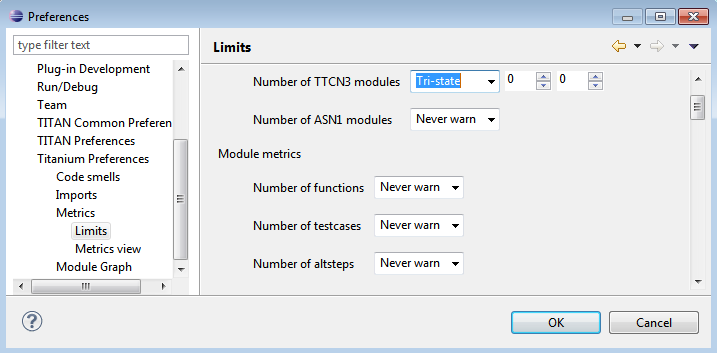 Preferences
type filter text
Plug-in Development
Run/Debug
Team
TITAN Common Preferen
TITAN Preferences
Titanium Preferences
Code smells
Imports
Metrics
Limits
Metrics view
Module Graph
Limits
Number of TTCN3 modules Tri-state 0 0
Number of ASN1 modules Never warn
Module metrics
Number of functions Never warn
Number of testcases Never warn
Number of altsteps Never warn
? OK Cancel